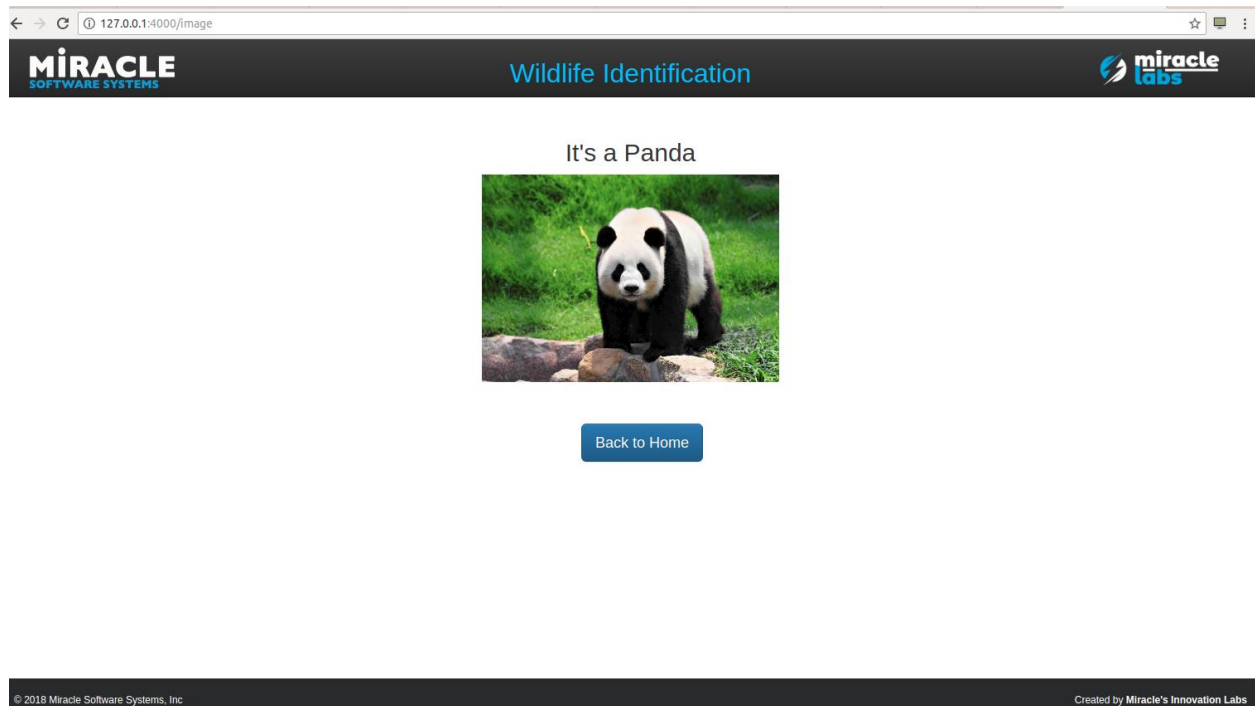 127.0.0.1:4000/image
MIRACLE
SOFTWARE SYSTEMS
Wildlife Identification
miracle
labs
It's a Panda
Back to Home
© 2018 Miracle Software Systems, Inc
Created by Miracle's Innovation Labs